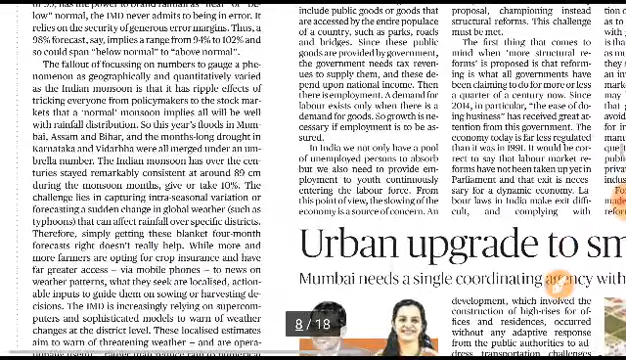 of 95, has the power to brand rainfall as "near" or "be-
low" normal, the IMD never admits to being in error. It
relies on the security of generous error margins. Thus, a
98% forecast, say, implies a range from 94% to 102% and
so could span "below normal" to "above normal".
The fallout of focussing on numbers to gauge a phe-
nomenon as geographically and quantitatively varied
as the Indian monsoon is that it has ripple effects of
tricking everyone from policymakers to the stock mar-
kets that a 'normal' monsoon implies all will be well
with rainfall distribution. So this year's floods in Mum-
bai, Assam and Bihar, and the months-long drought in
Karnataka and Vidarbha were all merged under an um-
brella number. The Indian monsoon has over the cen-
turies stayed remarkably consistent at around 89 cm
during the monsoon months, give or take 10%. The
challenge lies in capturing intra-seasonal variation or
forecasting a sudden change in global weather (such as
typhoons) that can affect rainfall over specific districts.
Therefore, simply getting these blanket four-month
forecasts right doesn't really help. While more and
more farmers are opting for crop insurance and have
far greater access – via mobile phones – to news on
weather patterns, what they seek are localised, action-
able inputs to guide them on sowing or harvesting de-
cisions. The IMD is increasingly relying on supercom-
puters and sophisticated models to warn of weather
changes at the district level. These localised estimates
aim to warn of threatening weather – and are opera-
include public goods or goods that
are accessed by the entire populace
of a country, such as parks, roads
and bridges. Since these public
goods are provided by government,
the government needs tax reven-
ues to supply them, and these de-
pend upon national income. Then
there is employment. A demand for
labour exists only when there is a
demand for goods. So growth is ne-
cessary if employment is to be as-
sured.
In India we not only have a pool
of unemployed persons to absorb
but we also need to provide em-
ployment to youth continuously
entering the labour force. From
this point of view, the slowing of the
economy is a source of concern. An
proposal, championing instead
structural reforms. This challenge
must be met.
The first thing that comes to
mind when 'more structural re-
forms' is proposed is that reform-
ing is what all governments have
been claiming to do for more or less
a quarter of a century now. Since
2014, in particular, "the ease of do-
ing business" has received great at-
tention from this government. The
economy today is far less regulated
than it was in 1991. It would be cor-
rect to say that labour market re-
forms have not been taken up yet in
Parliament and that exit is neces-
sary for a dynamic economy. La-
bour laws in India make exit diffi-
cult, and complying with
Urban upgrade to sm
Mumbai needs a single coordinating agency with
development, which involved the
construction of high-rises for of-
fices and residences, occurred
without any adaptive response
from the public authorities to ad-
dress transportation challenges
8 / 18